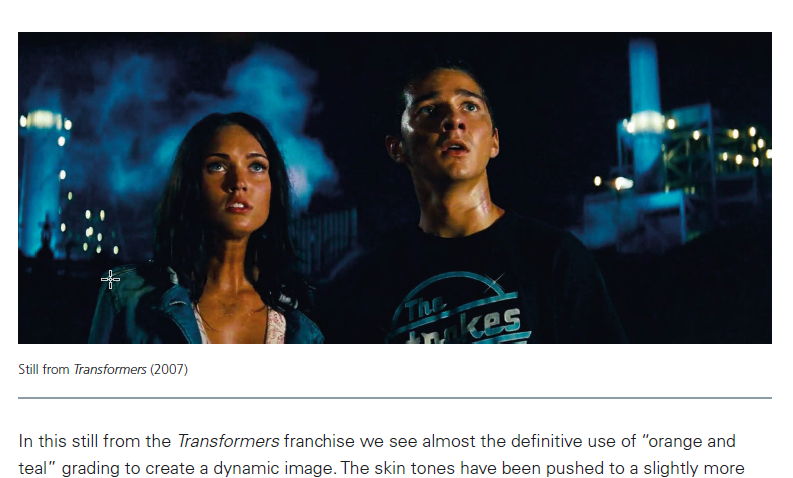 The
Strokes
Still from Transformers (2007)
In this still from the Transformers franchise we see almost the definitive use of “orange and
teal” grading to create a dynamic image. The skin tones have been pushed to a slightly more